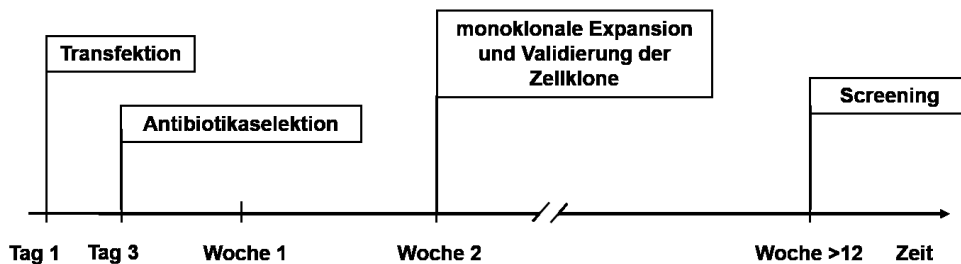 Transfektion
Antibiotikaselektion
monoklonale Expansion
und Validierung der
Zellklone
Screening
Tag 1
Tag 3
Woche 1
Woche 2
Woche >12
Zeit